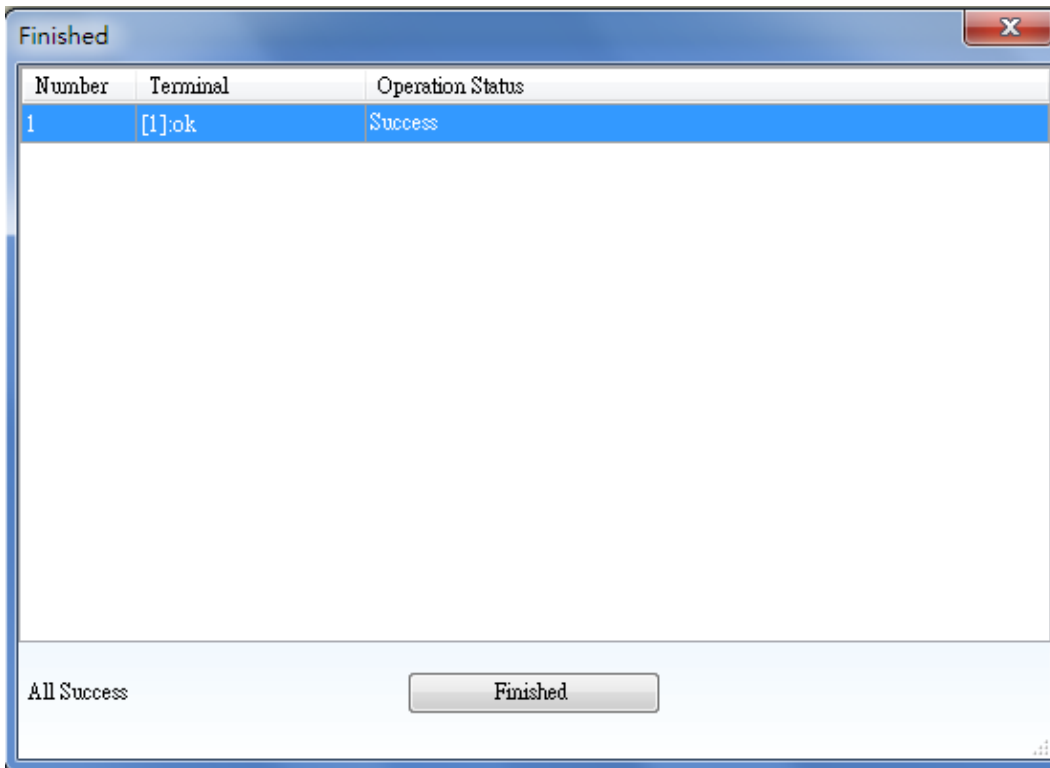 Finished
Number Terminal Operation Status
1 [1]:ok Success
All Success Finished